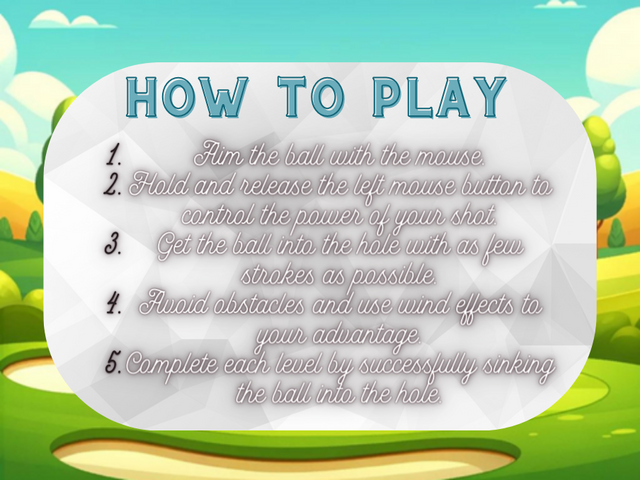 HOW TO PLAY
1. Aim the ball with the mouse.
2. Hold and release the left mouse button to
control the power of your shot.
3. Get the ball into the hole with as few
strokes as possible.
4. Avoid obstacles and use wind effects to
your advantage.
5. Complete each level by successfully sinking
the ball into the hole.